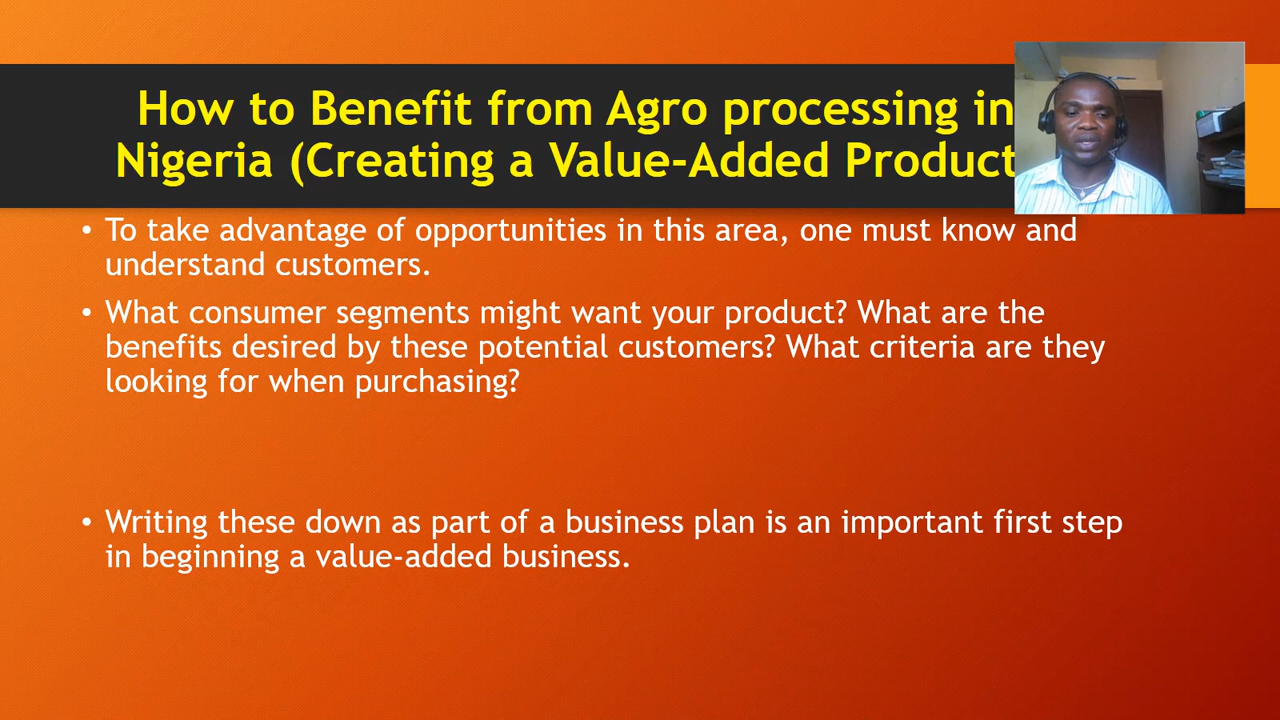 How to Benefit from Agro processing in
Nigeria (Creating a Value-Added Product
• To take advantage of opportunities in this area, one must know and
understand customers.
• What consumer segments might want your product? What are the
benefits desired by these potential customers? What criteria are they
looking for when purchasing?
• Writing these down as part of a business plan is an important first step
in beginning a value-added business.